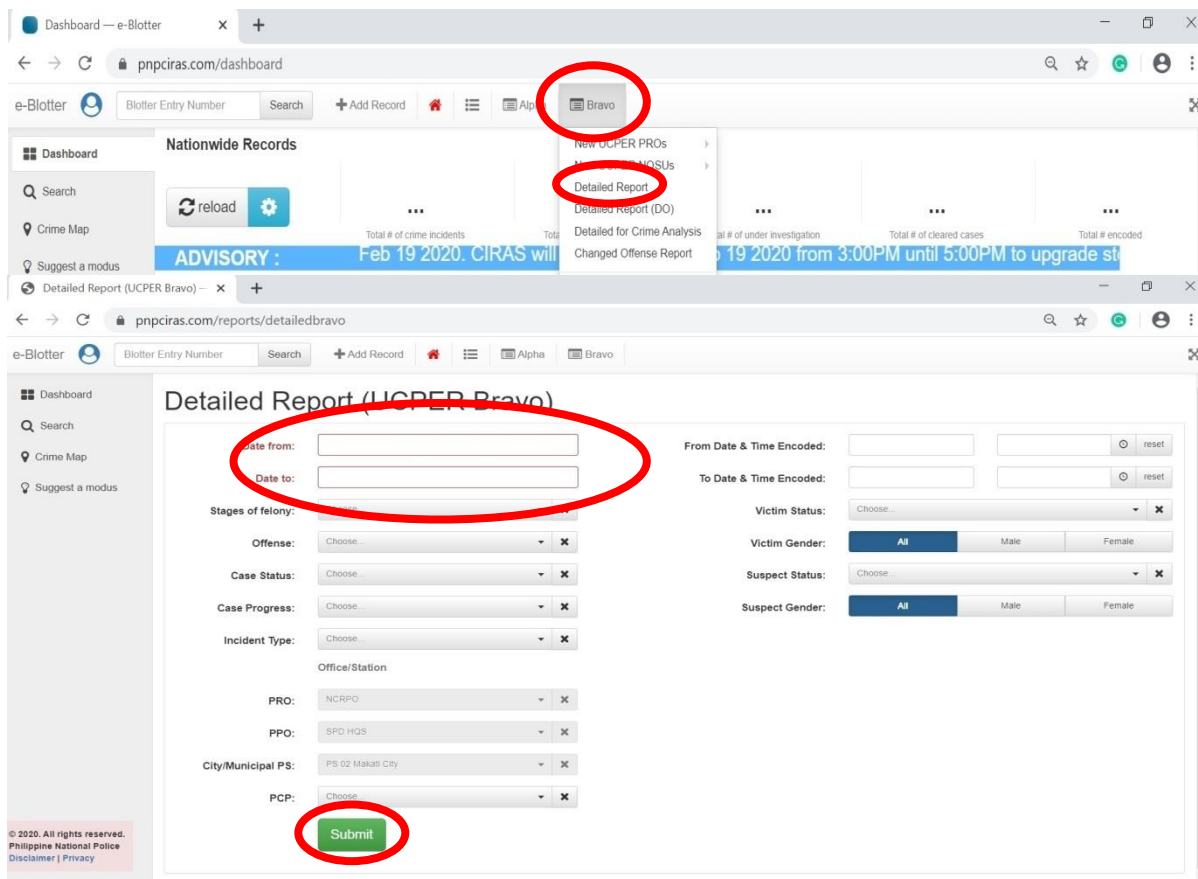 Dashboard — e-Blotter
pnpciras.com/dashboard
e-Blotter Blotter Entry Number Search Add Record Alpha Bravo
Dashboard
Search
Crime Map
Suggest a modus
Nationwide Records
reload
...
Total # of crime incidents
New UCPER PROs
New UCPER NOSUs
Detailed Report
Detailed Report (DO)
Detailed for Crime Analysis
Changed Offense Report
...
# of under investigation
...
Total # of cleared cases
...
Total # encoded
ADVISORY : Feb 19 2020. CIRAS will 19 2020 from 3:00PM until 5:00PM to upgrade
Detailed Report (UCPER Bravo) –
pnpciras.com/reports/detailedbravo
e-Blotter Blotter Entry Number Search Add Record Alpha Bravo
Dashboard
Search
Crime Map
Suggest a modus
Detailed Report (UCPER Bravo)
Date from:
Date to:
Stages of felony: Choose...
Offense: Choose...
Case Status: Choose...
Case Progress: Choose...
Incident Type: Choose...
Office/Station
PRO: NCRPO
PPO: SPD HQS
City/Municipal PS: PS 02 Makati City
PCP: Choose...
Submit
From Date & Time Encoded: reset
To Date & Time Encoded: reset
Victim Status: Choose...
Victim Gender: All Male Female
Suspect Status: Choose...
Suspect Gender: All Male Female
© 2020. All rights reserved.
Philippine National Police
Disclaimer | Privacy